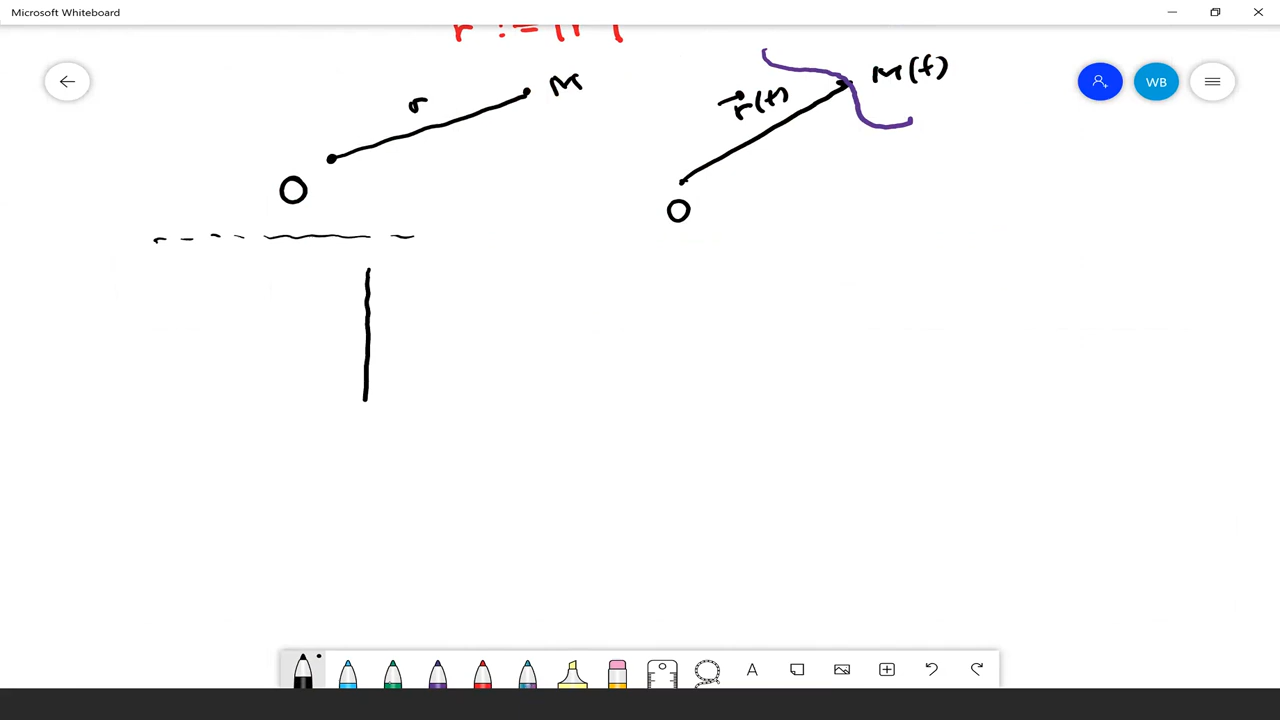 Microsoft Whiteboard
r := |r
r M
r(t) M(t)
O
O
WB
A